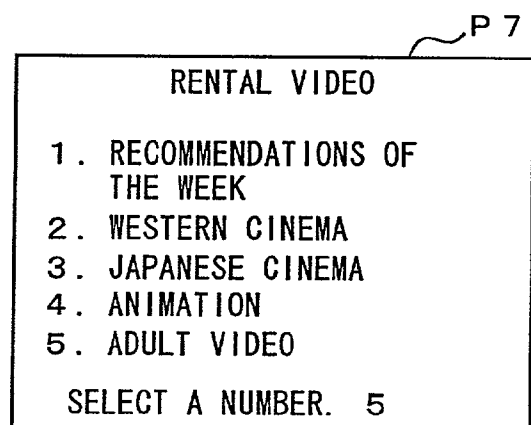 P 7
RENTAL VIDEO
1. RECOMMENDATIONS OF
THE WEEK
2. WESTERN CINEMA
3. JAPANESE CINEMA
4. ANIMATION
5. ADULT VIDEO
SELECT A NUMBER. 5